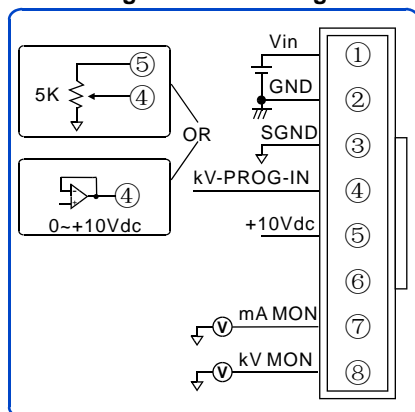 Vin
①
GND
②
SGND
③
kV-PROG-IN
④
+10Vdc
⑤
⑥
mA MON
V
⑦
kV MON
V
⑧
5K
⑤
④
OR
④
0~+10Vdc